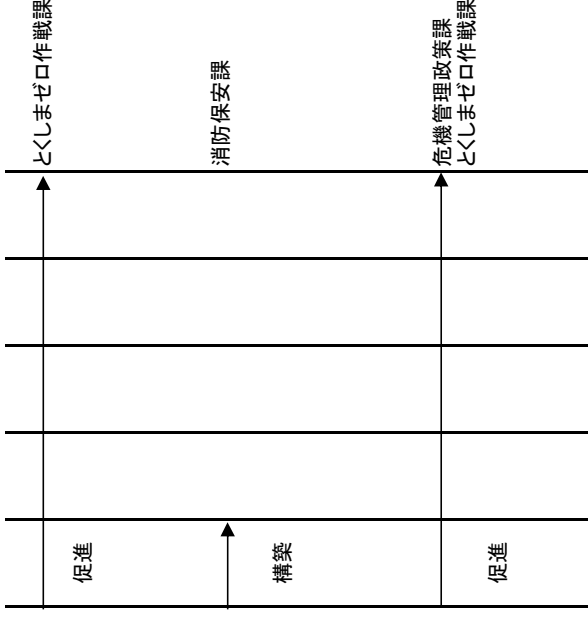 促進
とくしまゼロ作戦課
構築
消防保安課
促進
危機管理政策課
とくしまゼロ作戦課